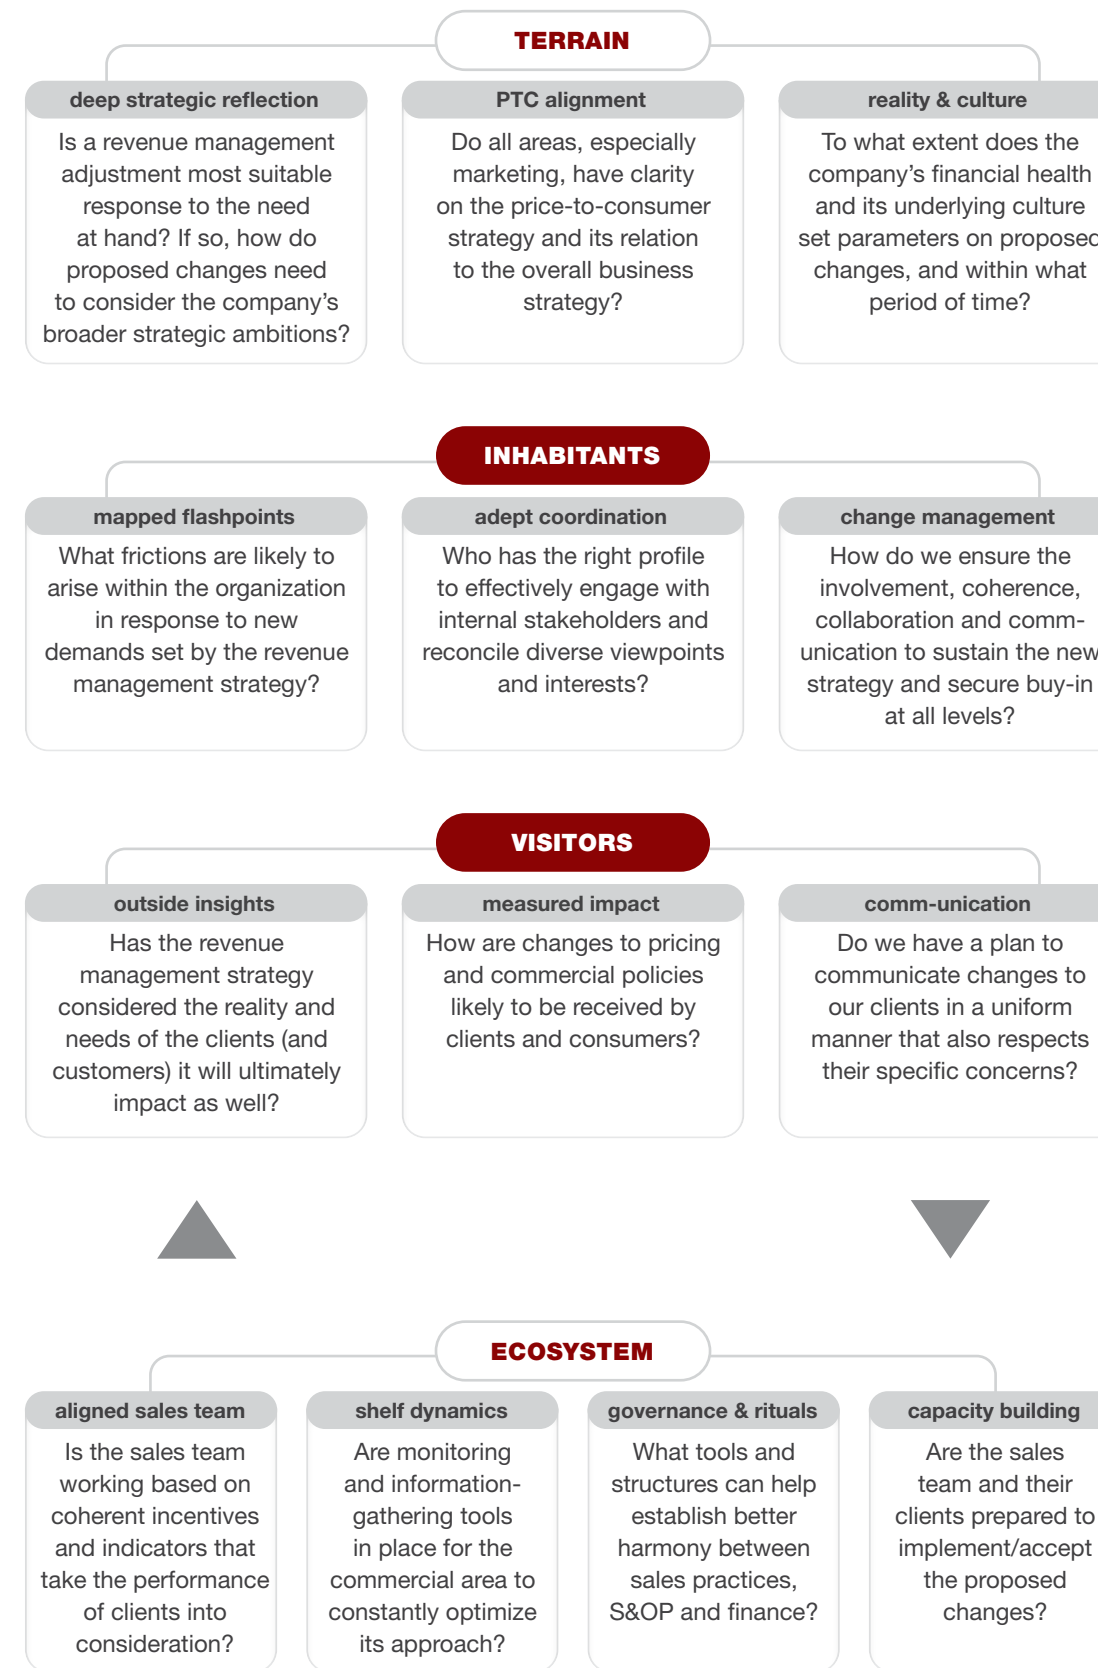 TERRAIN
deep strategic reflection
Is a revenue management
adjustment most suitable
response to the need
at hand? If so, how do
proposed changes need
to consider the company's
broader strategic ambitions?
PTC alignment
Do all areas, especially
marketing, have clarity
on the price-to-consumer
strategy and its relation
to the overall business
strategy?
reality & culture
To what extent does the
company's financial health
and its underlying culture
set parameters on proposed
changes, and within what
period of time?
INHABITANTS
mapped flashpoints
What frictions are likely to
arise within the organization
in response to new
demands set by the revenue
management strategy?
adept coordination
Who has the right profile
to effectively engage with
internal stakeholders and
reconcile diverse viewpoints
and interests?
change management
How do we ensure the
involvement, coherence,
collaboration and comm-
unication to sustain the new
strategy and secure buy-in
at all levels?
VISITORS
outside insights
Has the revenue
management strategy
considered the reality and
needs of the clients (and
customers) it will ultimately
impact as well?
measured impact
How are changes to pricing
and commercial policies
likely to be received by
clients and consumers?
comm-unication
Do we have a plan to
communicate changes to
our clients in a uniform
manner that also respects
their specific concerns?
ECOSYSTEM
aligned sales team
Is the sales team
working based on
coherent incentives
and indicators that
take the performance
of clients into
consideration?
shelf dynamics
Are monitoring
and information-
gathering tools
in place for the
commercial area to
constantly optimize
its approach?
governance & rituals
What tools and
structures can help
establish better
harmony between
sales practices,
S&OP and finance?
capacity building
Are the sales
team and their
clients prepared to
implement/accept
the proposed
changes?